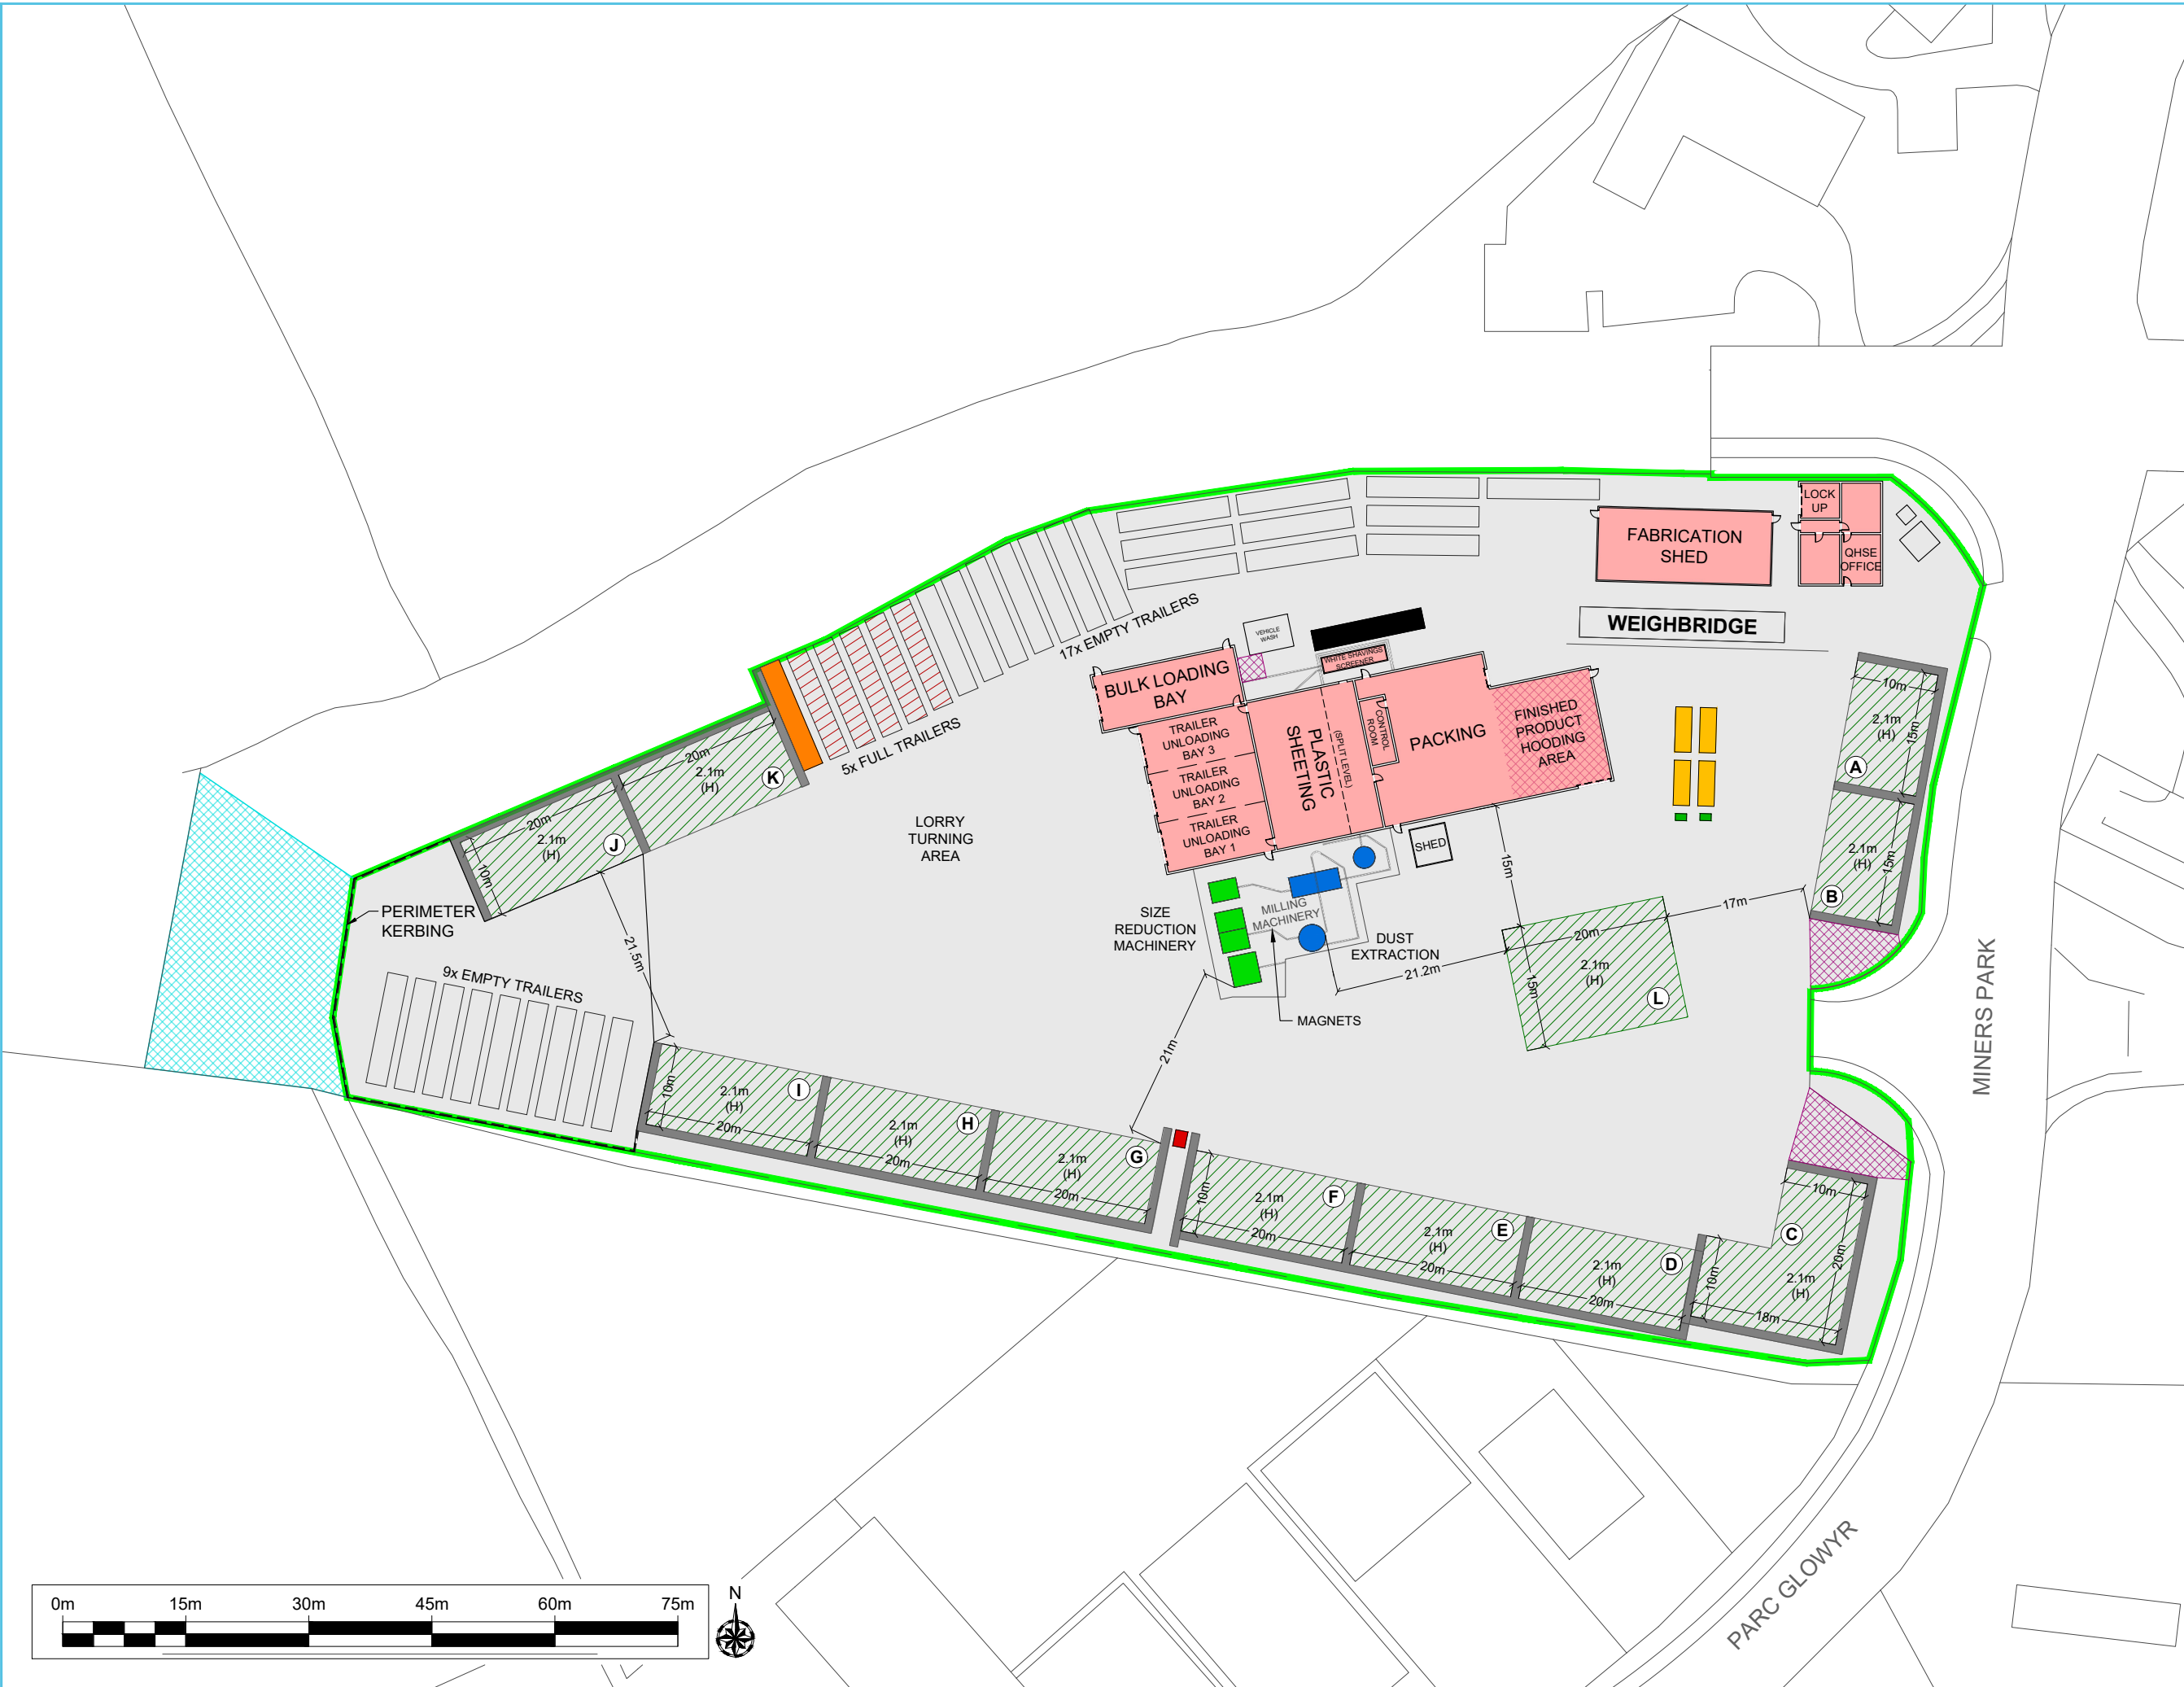 LOCK
UP
QHSE
OFFICE
FABRICATION
SHED
WEIGHBRIDGE
17x EMPTY TRAILERS
VEHICLE
WASH
WHITE SHAVINGS
SCREENER
BULK LOADING
BAY
TRAILER
UNLOADING
BAY 3
TRAILER
UNLOADING
BAY 2
TRAILER
UNLOADING
BAY 1
PLASTIC
SHEETING
(SPLIT LEVEL)
CONTROL
ROOM
PACKING
FINISHED
PRODUCT
HOODING
AREA
10m
15m
2.1m
(H)
A
2.1m
(H)
15m
B
5x FULL TRAILERS
20m
2.1m
(H)
K
20m
2.1m
(H)
10m
J
LORRY
TURNING
AREA
SHED
15m
17m
PERIMETER
KERBING
21.5m
9x EMPTY TRAILERS
SIZE
REDUCTION
MACHINERY
MILLING
MACHINERY
DUST
EXTRACTION
21.2m
MAGNETS
20m
2.1m
(H)
15m
L
21m
MINERS PARK
10m
2.1m
(H)
20m
I
2.1m
(H)
20m
H
2.1m
(H)
20m
G
10m
2.1m
(H)
20m
F
2.1m
(H)
20m
E
2.1m
(H)
20m
D
10m
C
20m
10m
2.1m
(H)
18m
PARC GLOWYR
0m
15m
30m
45m
60m
75m
N